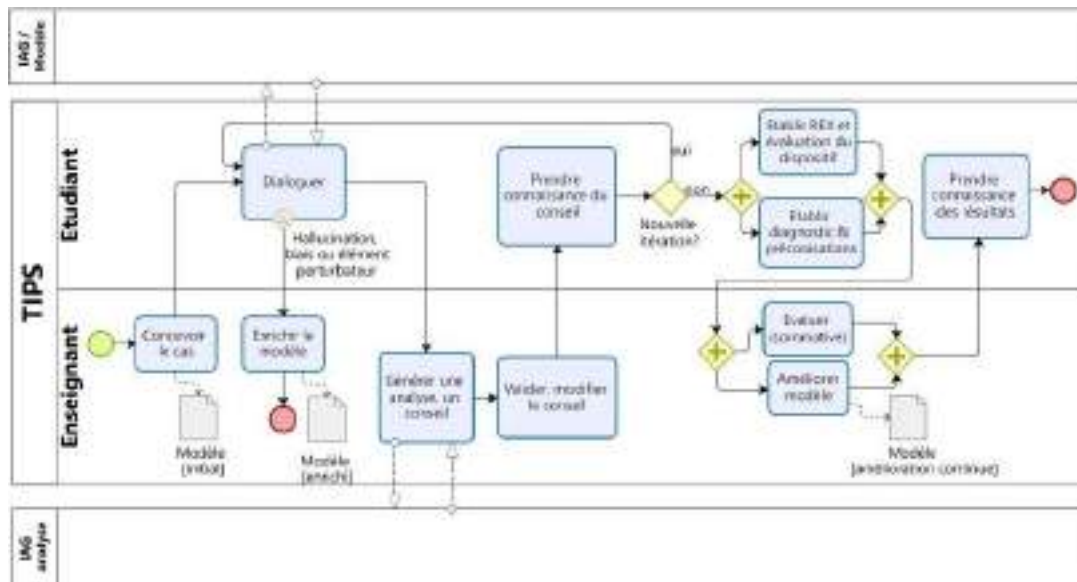 IAG /
Modèle
TIPS
Etudiant
Enseignant
Dialoguer
Hallucination,
biais ou élément
perturbateur
Prendre
connaissance du
conseil
oui
non
Nouvelle
itération?
Etablir REX et
évaluation du
dispositif
Etablir
diagnostic &
préconisations
Prendre
connaissance
des résultats
Concevoir
le cas
Modèle
(initial)
Enrichir le
modèle
Modèle
(enrichi)
Générer une
analyse, un
conseil
Valider, modifier
le conseil
Evaluer
(sommative)
Améliorer
modèle
Modèle
(amélioration continue)
IAG
analyse